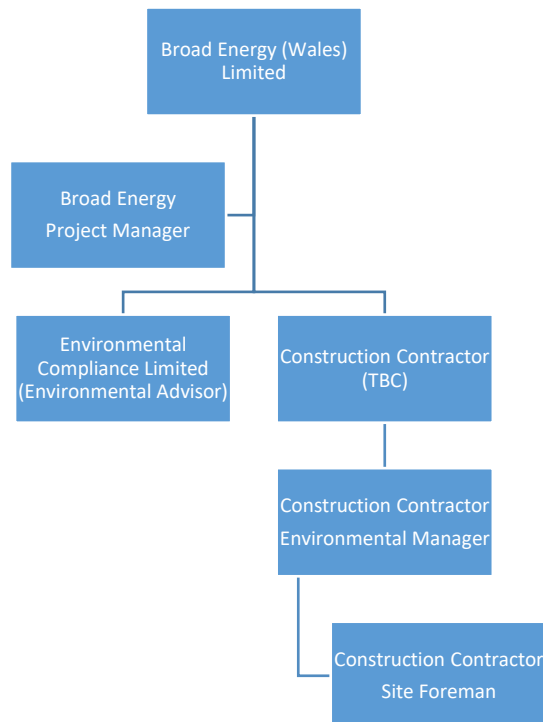 Broad Energy (Wales)
Limited
Broad Energy
Project Manager
Environmental
Compliance Limited
(Environmental Advisor)
Construction Contractor
(TBC)
Construction Contractor
Environmental Manager
Construction Contractor
Site Foreman